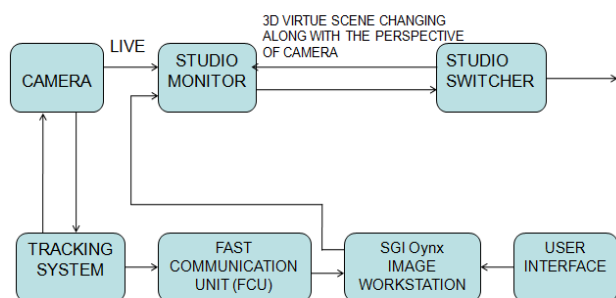 3D VIRTUE SCENE CHANGING
ALONG WITH THE PERSPECTIVE
OF CAMERA
LIVE
CAMERA
STUDIO
MONITOR
STUDIO
SWITCHER
TRACKING
SYSTEM
FAST
COMMUNICATION
UNIT (FCU)
SGI Oynx
IMAGE
WORKSTATION
USER
INTERFACE